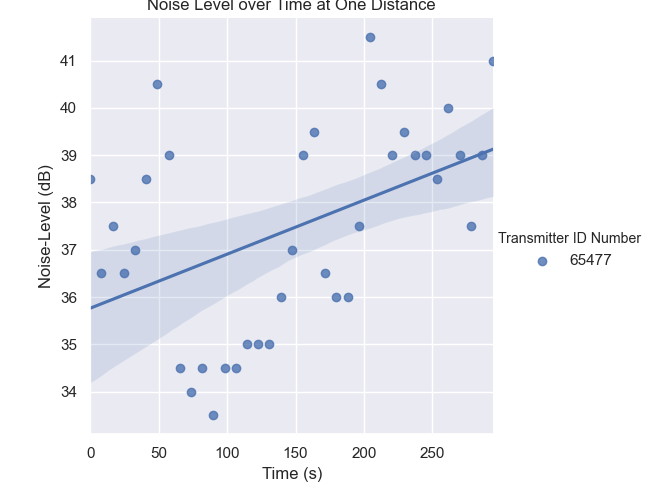 Noise Level over Time at One Distance
41
40
39
38
37
36
35
34
Noise-Level (dB)
0 50 100 150 200 250
Time (s)
Transmitter ID Number
65477